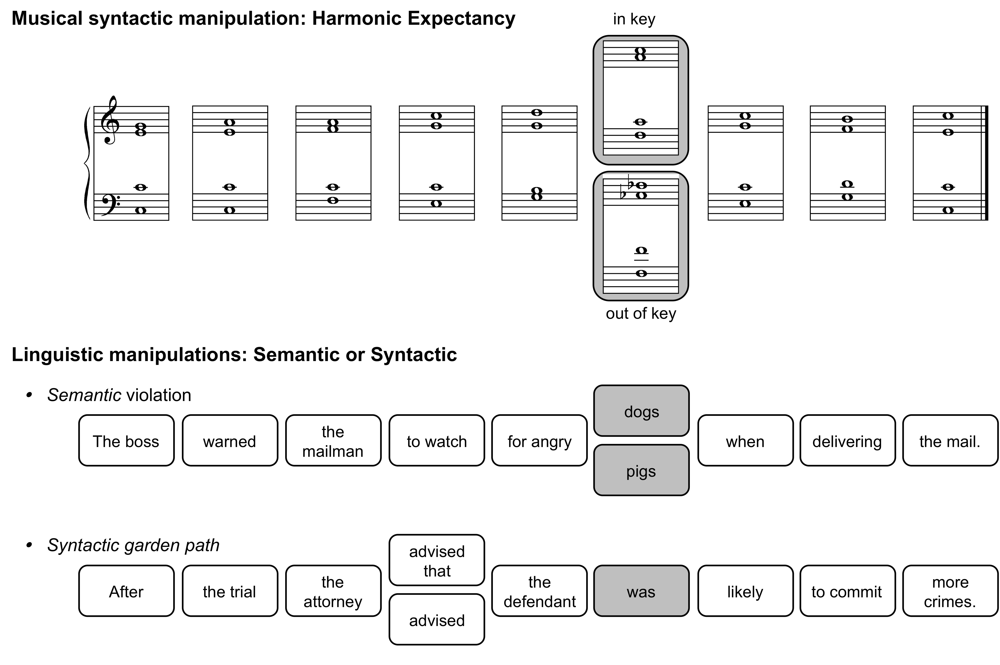 Musical syntactic manipulation: Harmonic Expectancy
in key
out of key
Linguistic manipulations: Semantic or Syntactic
• Semantic violation
The boss
warned
the
mailman
to watch
for angry
dogs
pigs
when
delivering
the mail.
• Syntactic garden path
After
the trial
the
attorney
advised
that
advised
the
defendant
was
likely
to commit
more
crimes.